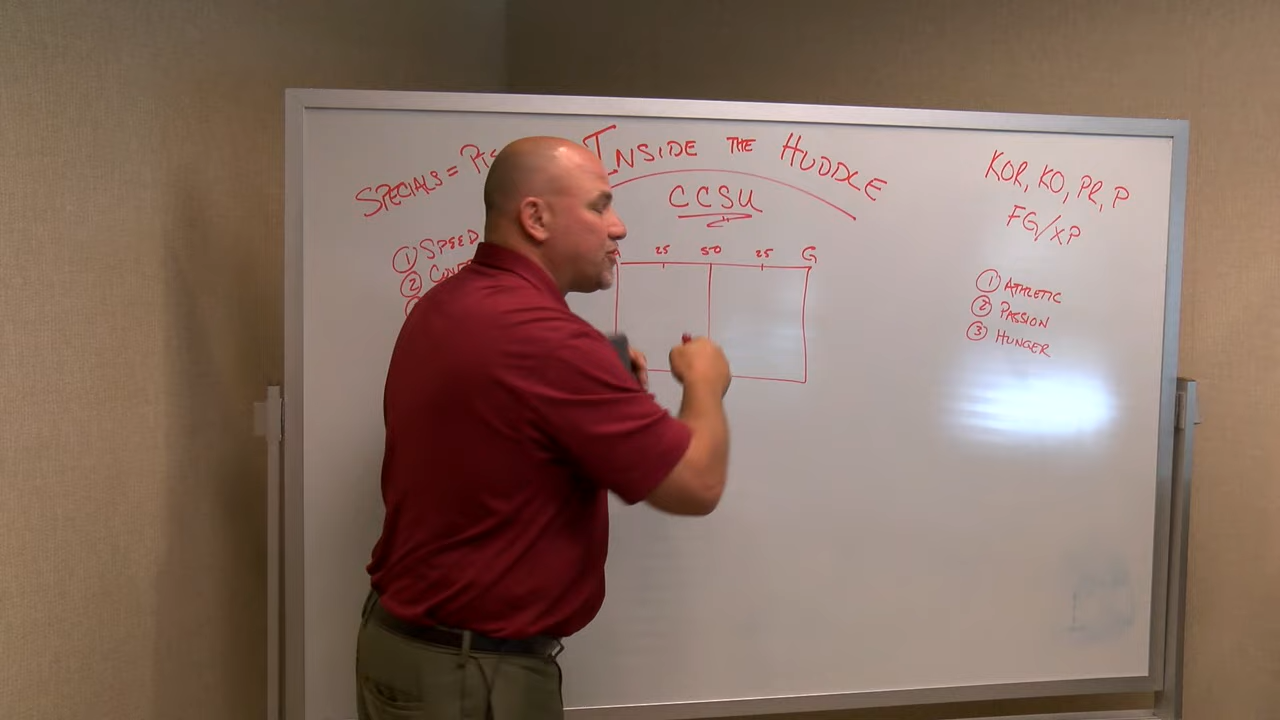 INSIDE THE HUDDLE
CCSU
SPECIALS =
① SPEED
②
25 50 25 G
KOR, KO, PR, P
FG/XP
① ATHLETIC
② PASSION
③ HUNGER